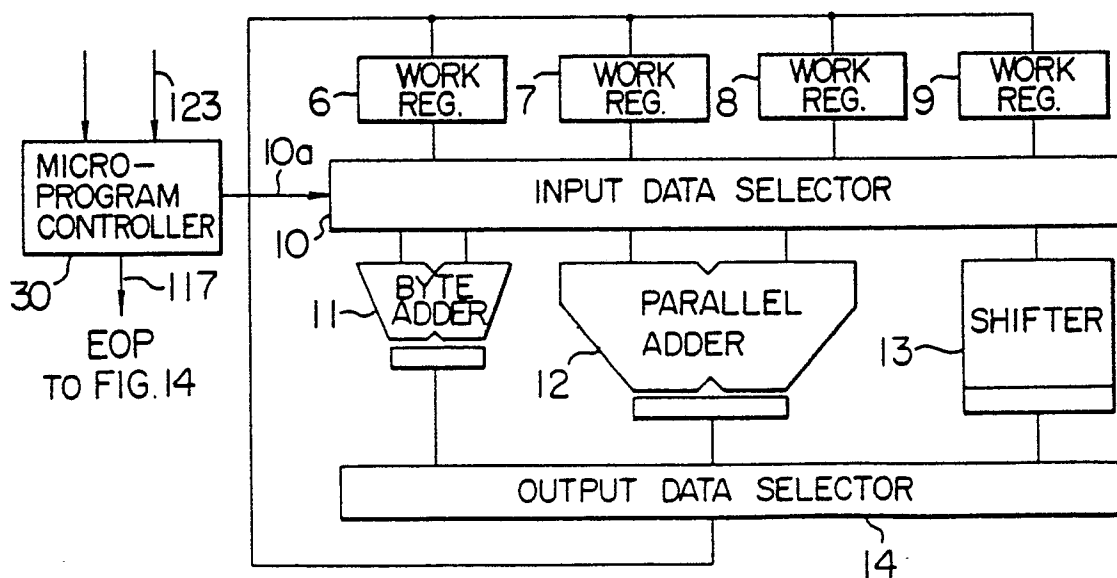 WORK
REG.
6
WORK
REG.
7
WORK
REG.
8
WORK
REG.
9
123
MICRO-
PROGRAM
CONTROLLER
10a
INPUT DATA SELECTOR
10
30
117
EOP
TO FIG. 14
BYTE
ADDER
11
PARALLEL
ADDER
12
SHIFTER
13
OUTPUT DATA SELECTOR
14